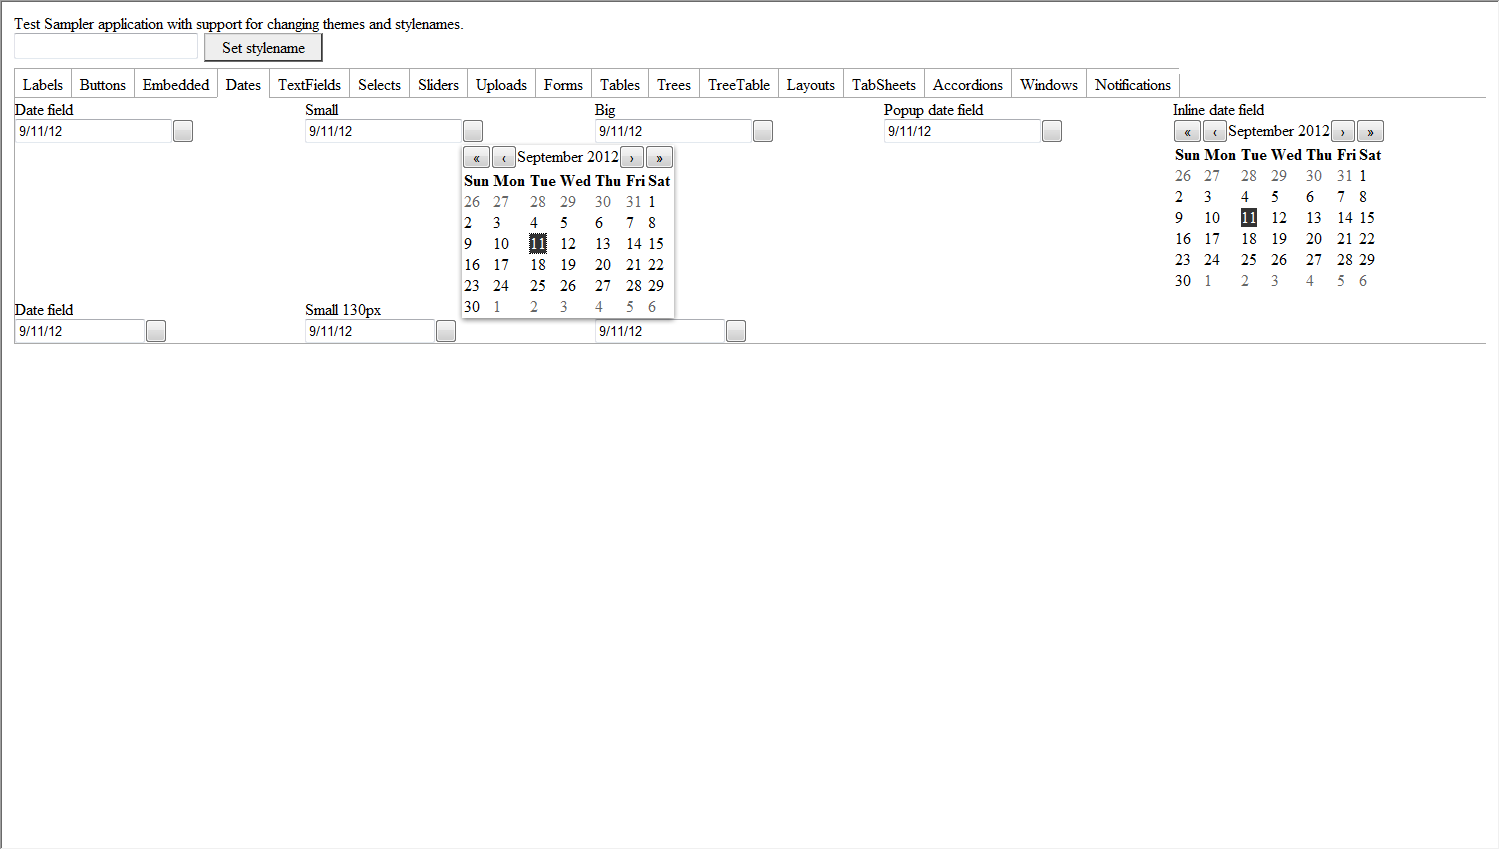 Test Sampler application with support for changing themes and stylenames.
Set stylename
Labels Buttons Embedded Dates TextFields Selects Sliders Uploads Forms Tables Trees TreeTable Layouts TabSheets Accordions Windows Notifications
Date field Small Big Popup date field Inline date field
9/11/12 9/11/12 9/11/12 9/11/12
« ‹ September 2012 › »
Sun Mon Tue Wed Thu Fri Sat
26 27 28 29 30 31 1
2 3 4 5 6 7 8
9 10 11 12 13 14 15
16 17 18 19 20 21 22
23 24 25 26 27 28 29
30 1 2 3 4 5 6
« ‹ September 2012 › »
Sun Mon Tue Wed Thu Fri Sat
26 27 28 29 30 31 1
2 3 4 5 6 7 8
9 10 11 12 13 14 15
16 17 18 19 20 21 22
23 24 25 26 27 28 29
30 1 2 3 4 5 6
Date field Small 130px
9/11/12 9/11/12 9/11/12